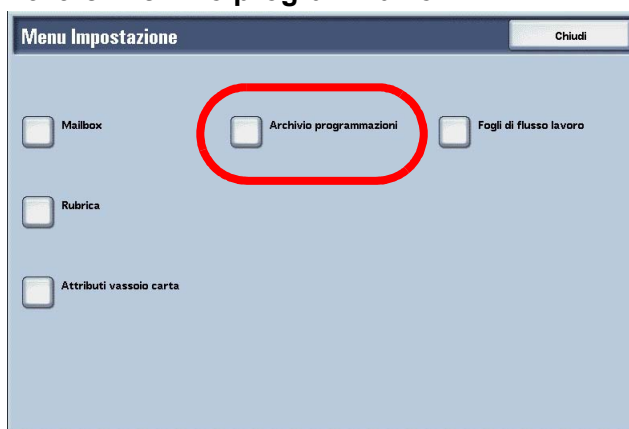 Menu Impostazione
Chiudi
Mailbox
Archivio programmazioni
Fogli di flusso lavoro
Rubrica
Attributi vassoio carta